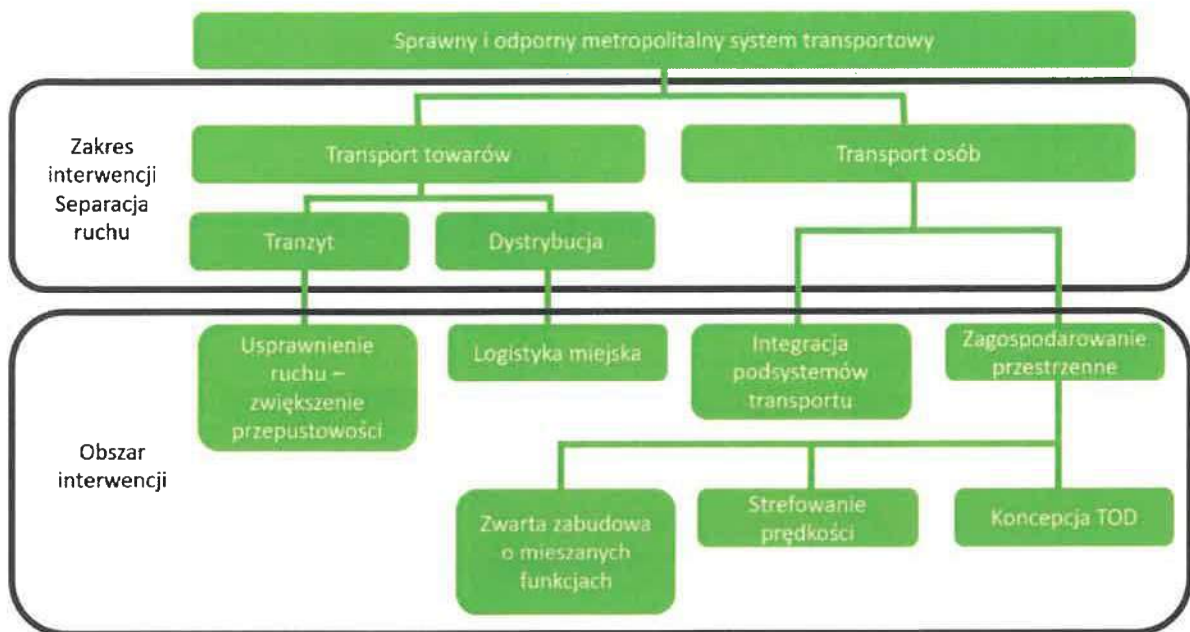 Sprawny i odporny metropolitalny system transportowy
Zakres
interwencji
Separacja
ruchu
Transport towarów
Transport osób
Tranzyt
Dystrybucja
Obszar
interwencji
Usprawnienie
ruchu –
zwiększenie
przepustowości
Logistyka miejska
Integracja
podsystemów
transportu
Zagospodarowanie
przestrzenne
Zwarta zabudowa
o mieszanych
funkcjach
Strefowanie
prędkości
Koncepcja TOD